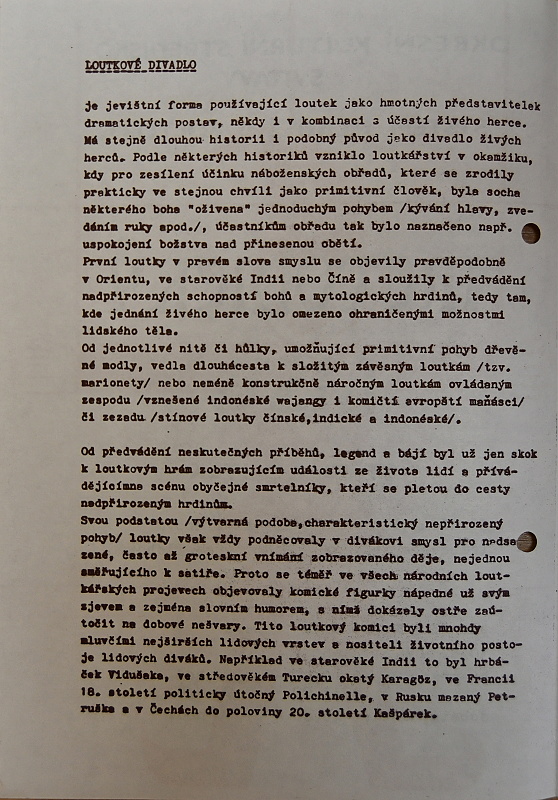 LOUTKOVÉ DIVADLO
je jevištní forma používající loutek jako hmotných představitelek
dramatických postav, někdy i v kombinaci s účastí živého herce.
Má stejně dlouhou historii i podobný původ jako divadlo živých
herců. Podle některých historiků vzniklo loutkářství v okamžiku,
kdy pro zesílení účinku náboženských obřadů, které se zrodily
prakticky ve stejnou chvíli jako primitivní člověk, byla socha
některého boha "oživena" jednoduchým pohybem /kývání hlavy, zve-
dáním ruky apod./, účastníkům obřadu tak bylo naznačeno např.
uspokojení božstva nad přinesenou obětí.
První loutky v pravém slova smyslu se objevily pravděpodobně
v Orientu, ve starověké Indii nebo Číně a sloužily k předvádění
nadpřirozených schopností bohů a mytologických hrdinů, tedy tam,
kde jednání živého herce bylo omezeno ohraničenými možnostmi
lidského těla.
Od jednotlivé nitě či hůlky, umožňující primitivní pohyb dřevě-
né modly, vedla dlouhácesta k složitým závěsným loutkám /tzv.
marionety/ nebo neméně konstrukčně náročným loutkám ovládaným
zespodu /vznešené indonéské wajangy i komičtí evropští maňásci/
či zezadu /stínové loutky čínské,indické a indonéské/.
Od předvádění neskutečných příběhů, legend a bájí byl už jen skok
k loutkovým hrám zobrazujícím události ze života lidí a přívá-
dějícímna scénu obyčejné smrtelníky, kteří se pletou do cesty
nadpřirozeným hrdinům.
Svou podstatou /výtvarná podoba,charakteristický nepřirozený
pohyb/ loutky však vždy podněcovaly v divákovi smysl pro nadsa
zené, často až groteskní vnímání zobrazovaného děje, nejednou
směřujícího k satiře. Proto se téměř ve všech národních lout-
kářských projevech objevovaly komické figurky nápadné už svým
zjevem a zejména slovním humorem, s nímž dokázaly ostře zaú-
točit na dobové nešvary. Tito loutkový komici byli mnohdy
mluvčími nejširších lidových vrstev a nositeli životního posto-
je lidových diváků. Například ve starověké Indii to byl hrbá-
ček Vidušaka, ve středověkém Turecku okatý Karagöz, ve Francii
18. století politicky útočný Polichinelle, v Rusku mazaný Pet-
ruška a v Čechách do poloviny 20. století Kašpárek.